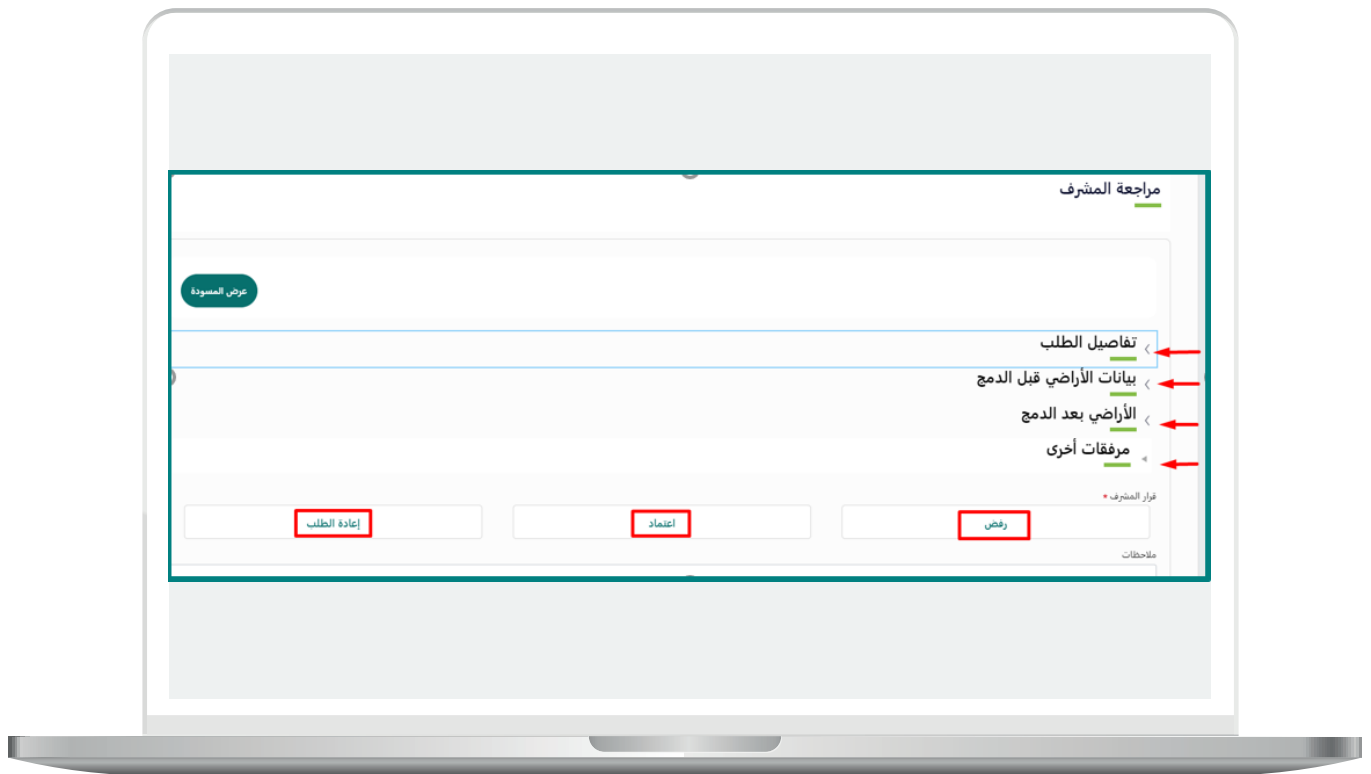 مراجعة المشرف
عرض المسودة
تفاصيل الطلب
بيانات الأراضي قبل الدمج
الأراضي بعد الدمج
مرفقات أخرى
قرار المشرف *
رفض اعتماد إعادة الطلب
ملاحظات